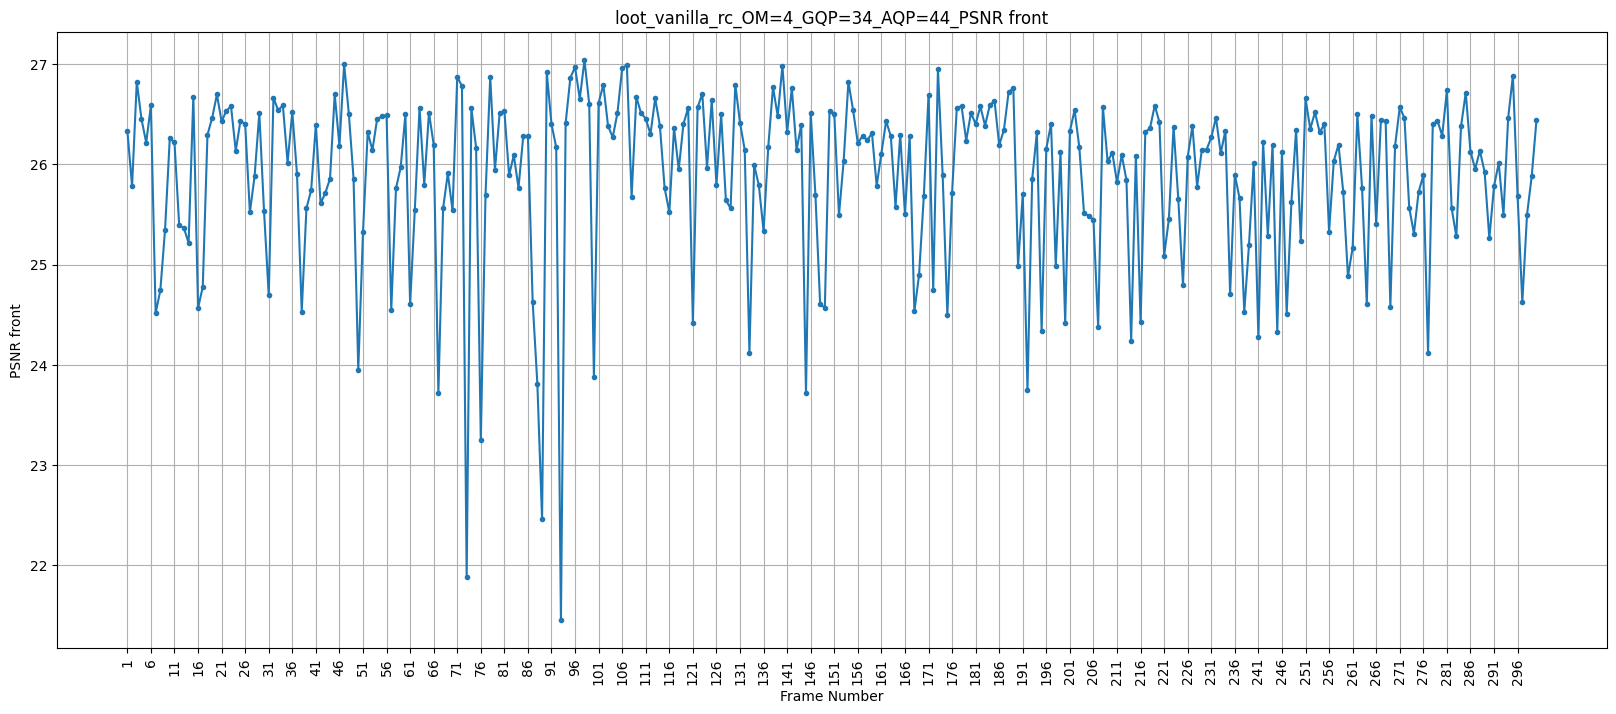 loot_vanilla_rc_OM=4_GQP=34_AQP=44_PSNR front
27
26
25
24
23
22
PSNR front
1 6 11 16 21 26 31 36 41 46 51 56 61 66 71 76 81 86 91 96 101 106 111 116 121 126 131 136 141 146 151 156 161 166 171 176 181 186 191 196 201 206 211 216 221 226 231 236 241 246 251 256 261 266 271 276 281 286 291 296
Frame Number